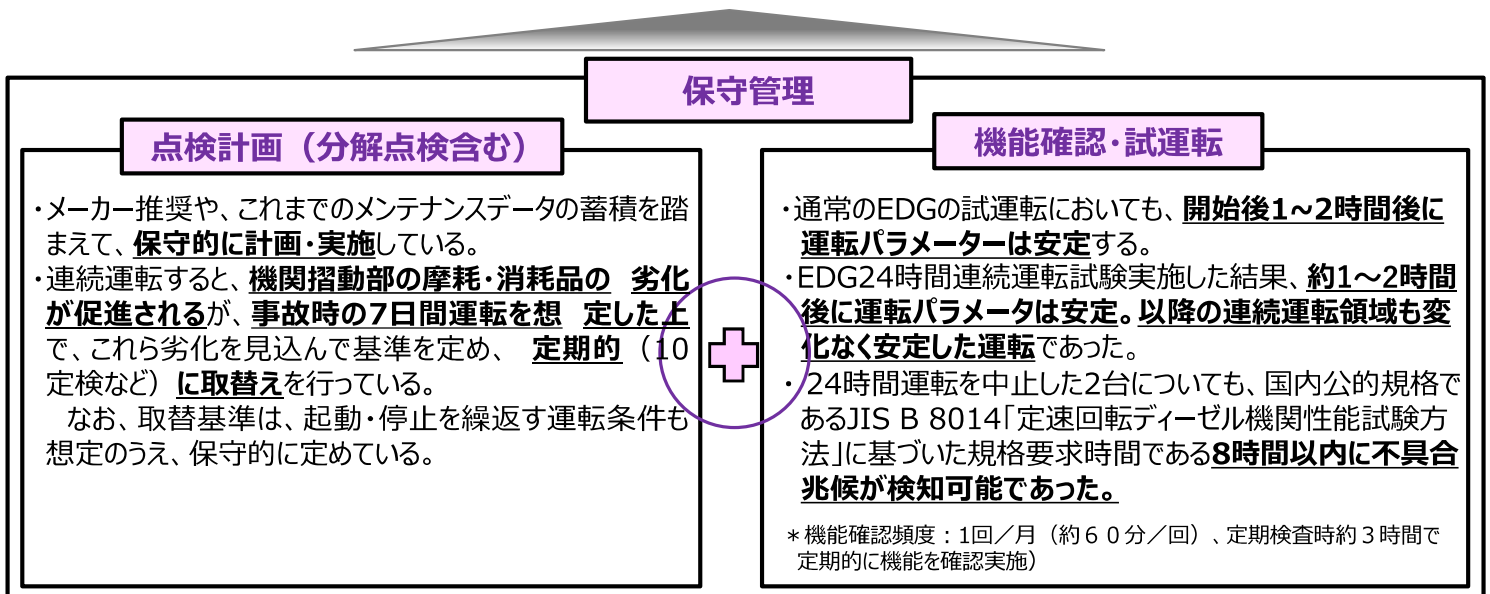 保守管理
点検計画（分解点検含む）
・メーカー推奨や、これまでのメンテナンスデータの蓄積を踏
まえて、保守的に計画・実施している。
・連続運転すると、機関摺動部の摩耗・消耗品の 劣化
が促進されるが、事故時の7日間運転を想 定した上
で、これら劣化を見込んで基準を定め、 定期的（10
定検など）に取替えを行っている。
なお、取替基準は、起動・停止を繰返す運転条件も
想定のうえ、保守的に定めている。
機能確認・試運転
・通常のEDGの試運転においても、開始後1~2時間後に
運転パラメーターは安定する。
・EDG24時間連続運転試験実施した結果、約1～2時間
後に運転パラメータは安定。以降の連続運転領域も変
化なく安定した運転であった。
・ 24時間運転を中止した2台についても、国内公的規格で
あるJIS B 8014「定速回転ディーゼル機関性能試験方
法」に基づいた規格要求時間である8時間以内に不具合
兆候が検知可能であった。
＊機能確認頻度：1回／月（約６０分／回）、定期検査時約３時間で
定期的に機能を確認実施）